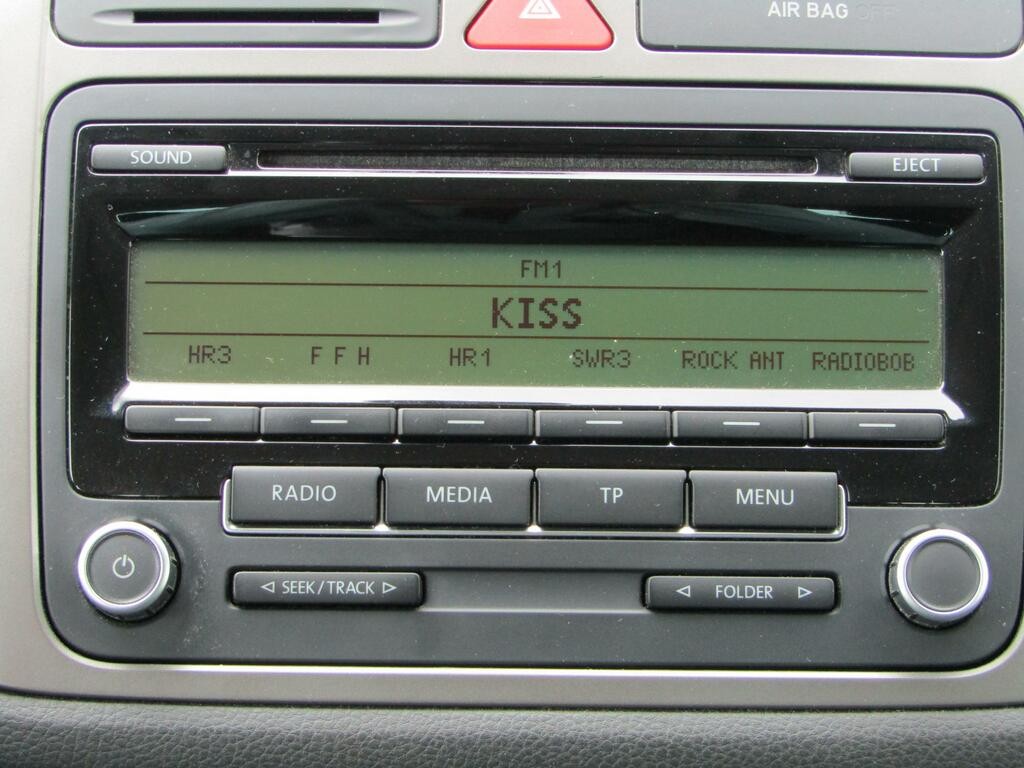 AIR BAG OFF
SOUND
EJECT
FM1
KISS
HR3 F F H HR1 SWR3 ROCK ANT RADIOBOB
RADIO MEDIA TP MENU
SEEK/TRACK
FOLDER